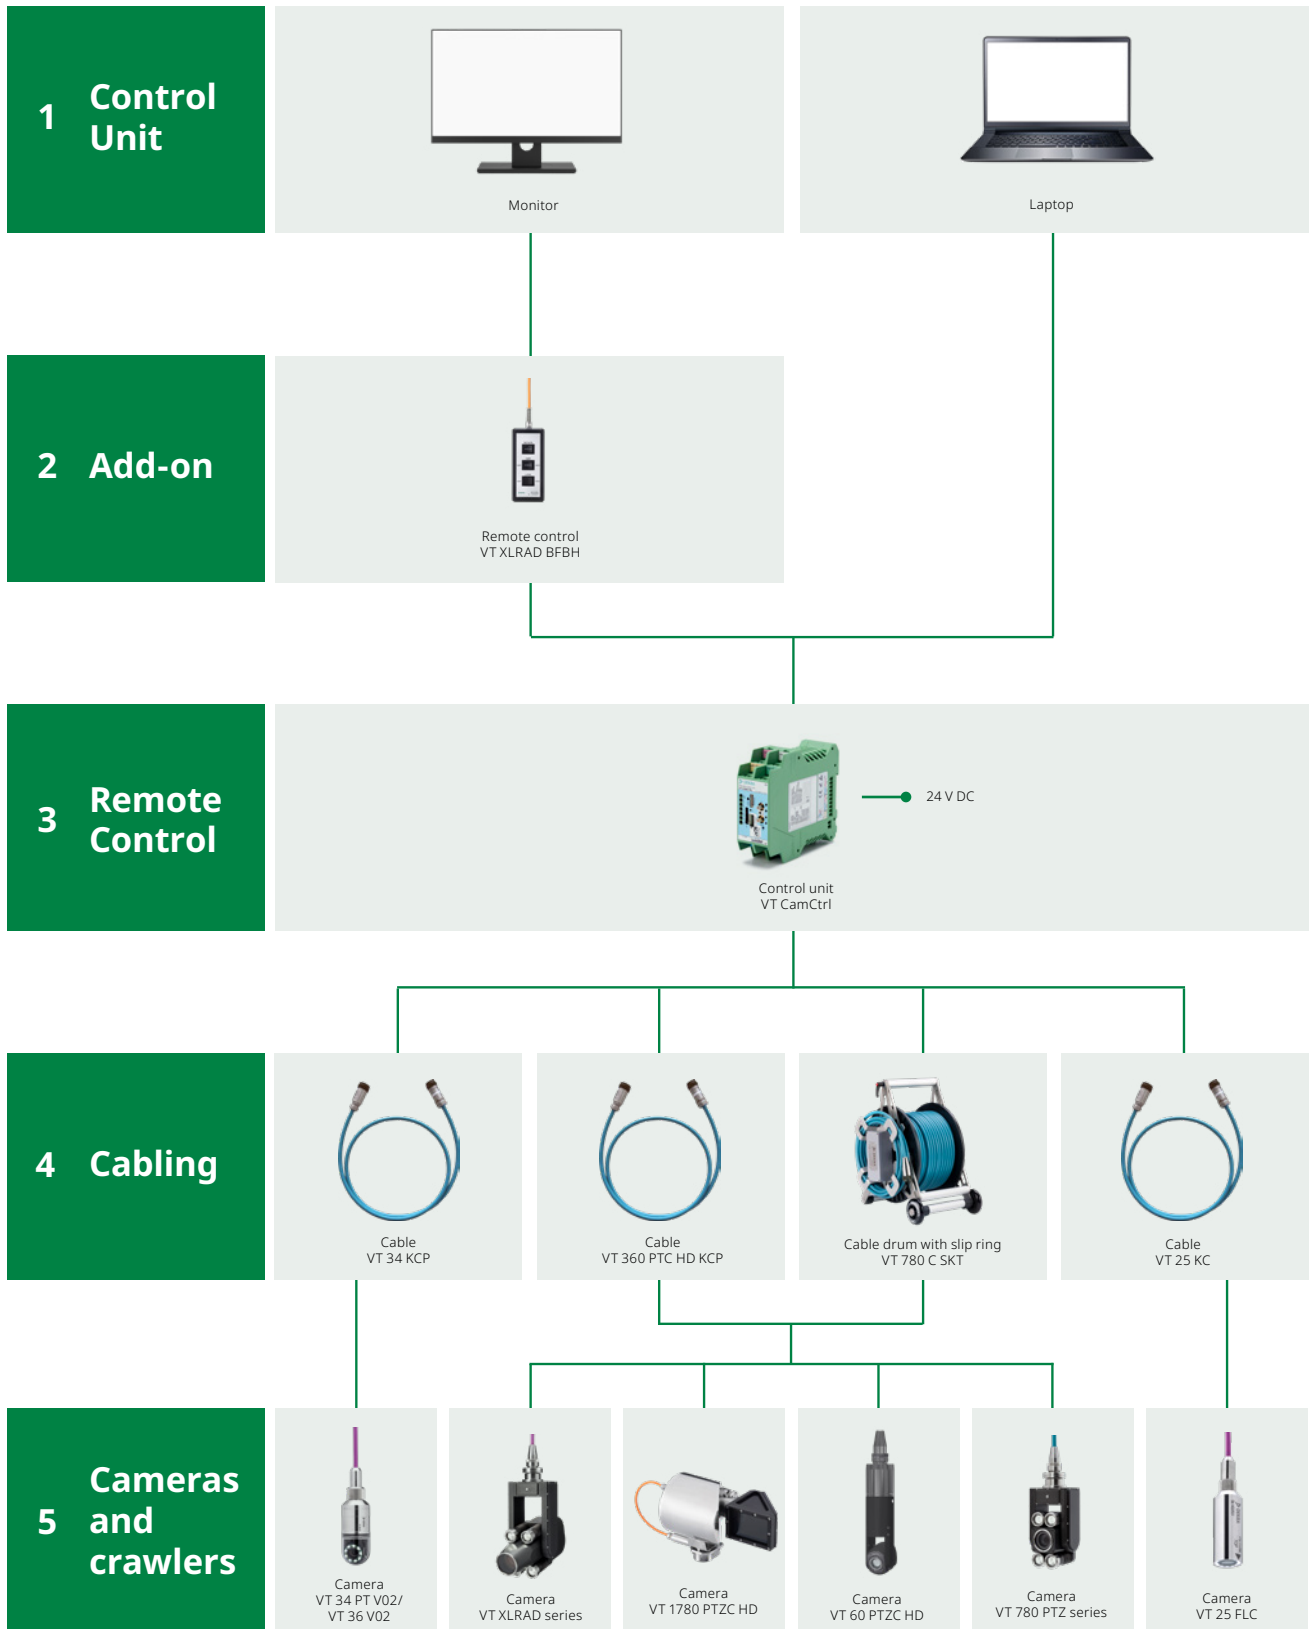 1
Control
Unit
Monitor
Laptop
2
Add-on
Remote control
VT XLRAD BFBH
3
Remote
Control
24 V DC
Control unit
VT CamCtrl
4
Cabling
Cable
VT 34 KCP
Cable
VT 360 PTC HD KCP
Cable drum with slip ring
VT 780 C SKT
Cable
VT 25 KC
5
Cameras
and
crawlers
Camera
VT 34 PT V02/
VT 36 V02
Camera
VT XLRAD series
Camera
VT 1780 PTZC HD
Camera
VT 60 PTZC HD
Camera
VT 780 PTZ series
Camera
VT 25 FLC